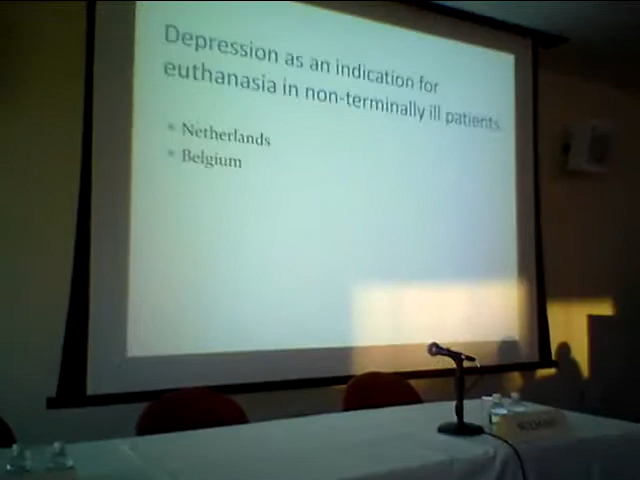 Depression as an indication for
euthanasia in non-terminally ill patients
* Netherlands
* Belgium